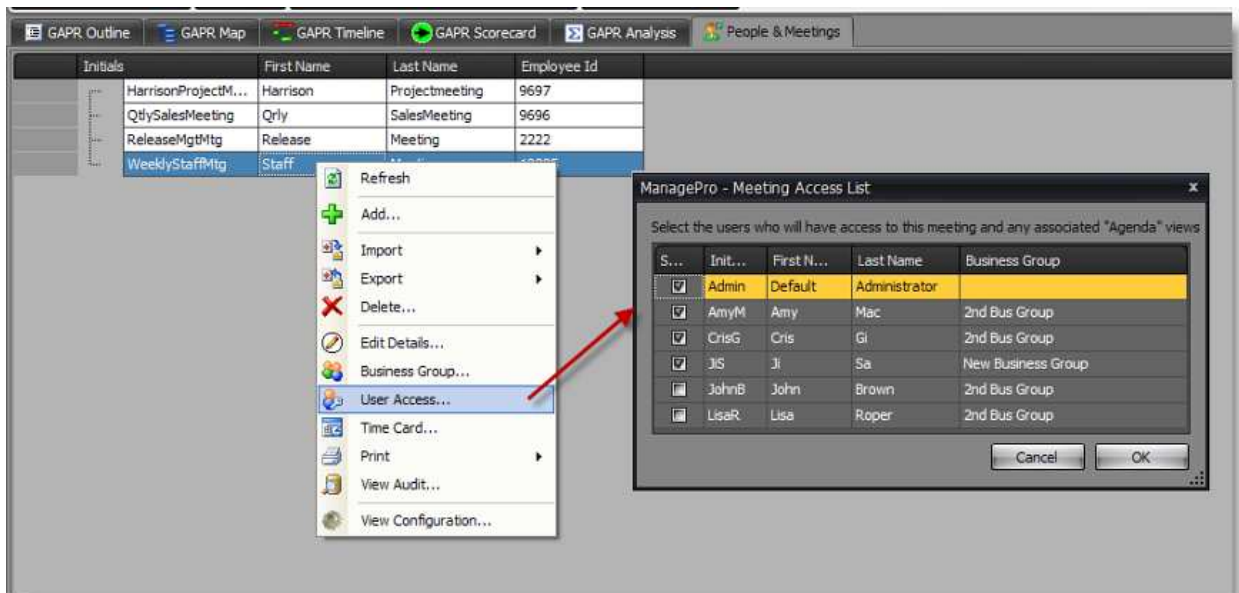 GAPR Outline GAPR Map GAPR Timeline GAPR Scorecard GAPR Analysis People & Meetings
Initials First Name Last Name Employee Id
HarrisonProjectM... Harrison Projectmeeting 9697
QtlySalesMeeting Qrly SalesMeeting 9696
ReleaseMgtMtg Release Meeting 2222
WeeklyStaffMtg Staff
Refresh
Add...
Import
Export
Delete...
Edit Details...
Business Group...
User Access...
Time Card...
Print
View Audit...
View Configuration...
ManagePro - Meeting Access List x
Select the users who will have access to this meeting and any associated "Agenda" views
S... Init... First N... Last Name Business Group
Admin Default Administrator
AmyM Amy Mac 2nd Bus Group
CrisG Cris Gi 2nd Bus Group
JiS Ji Sa New Business Group
JohnB John Brown 2nd Bus Group
LisaR Lisa Roper 2nd Bus Group
Cancel OK